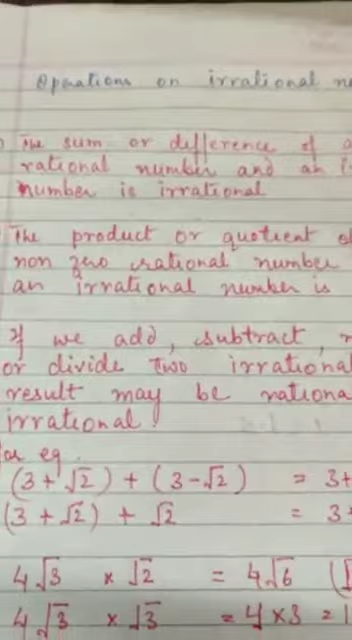 Operations on irrational
The sum or difference of a
rational number and an
number is irrational
The product or quotient of
non zero rational number
an irrational number is
If we add, subtract,
or divide two irrational
result may be rational
irrational.
for eg.
(3 + √2) + (3 - √2) = 3+
(3 + √2) + √2 = 3+
4√3 × √2 = 4√6
4√3 × √3 = 4×3 = 1